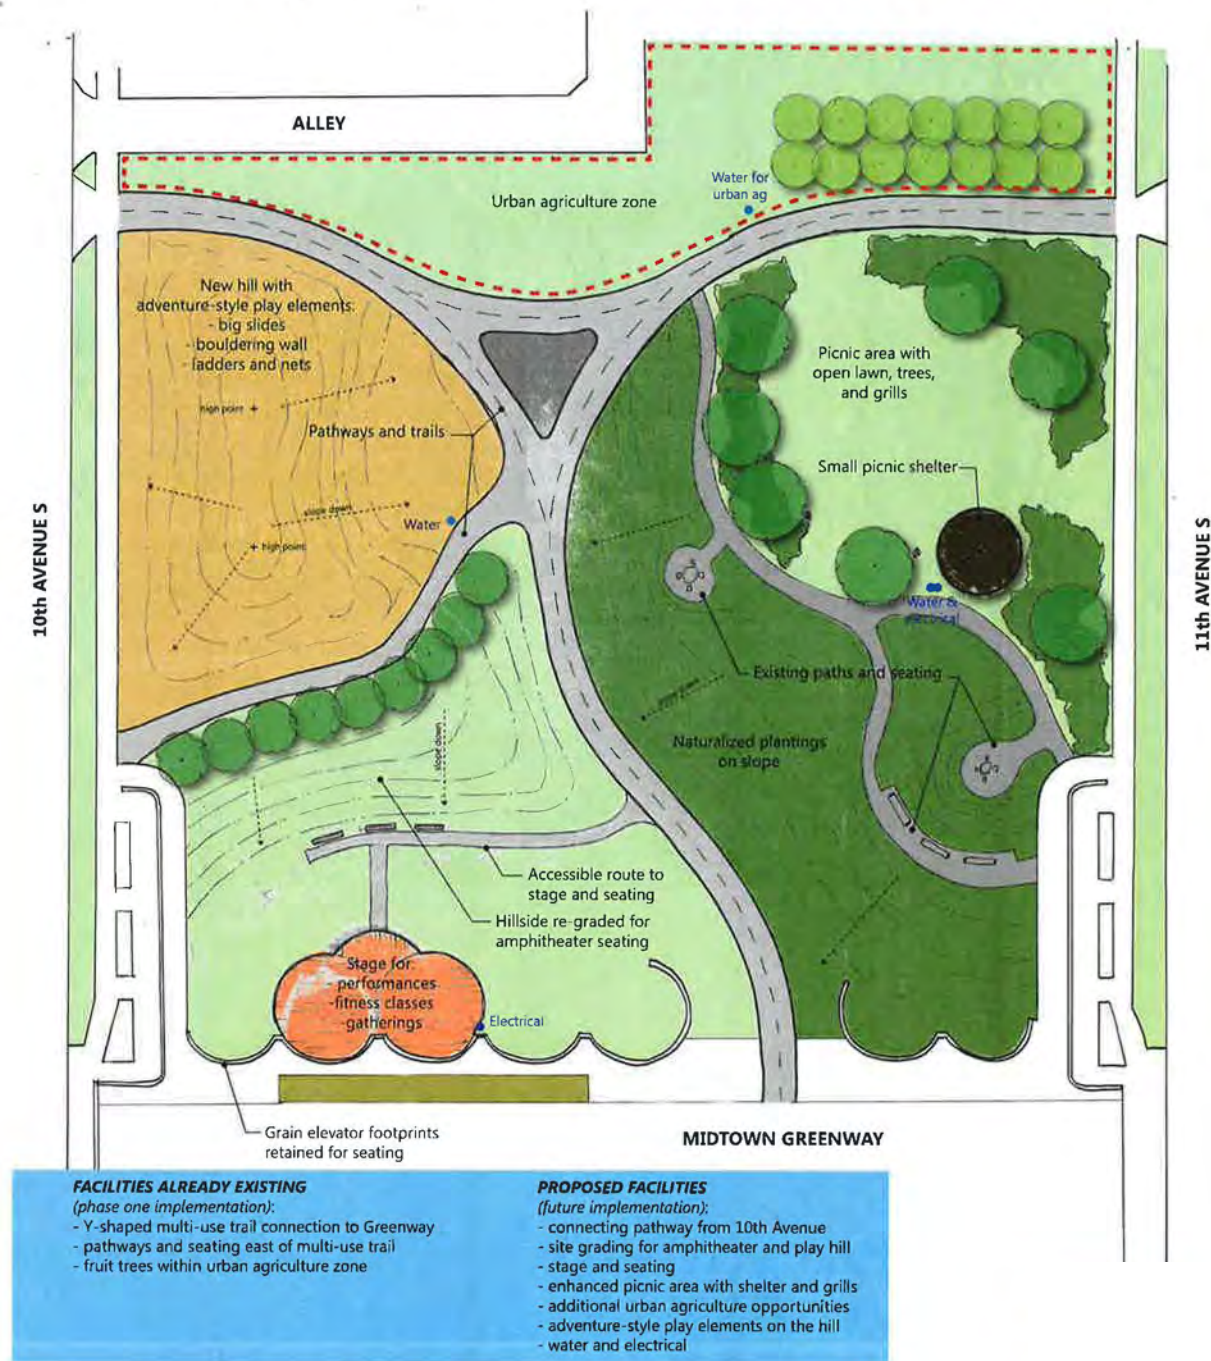 ALLEY
Urban agriculture zone
Water for
urban ag
New hill with
adventure-style play elements:
- big slides
- bouldering wall
- ladders and nets
high point +
Pathways and trails
slope down
+ high point
Water
Picnic area with
open lawn, trees,
and grills
Small picnic shelter
Water &
electrical
Existing paths and seating
slope down
Naturalized plantings
on slope
slope down
10th AVENUE S
11th AVENUE S
Accessible route to
stage and seating
Hillside re-graded for
amphitheater seating
Stage for:
- performances
-fitness classes
-gatherings
Electrical
Grain elevator footprints
retained for seating
MIDTOWN GREENWAY
FACILITIES ALREADY EXISTING
(phase one implementation):
- Y-shaped multi-use trail connection to Greenway
- pathways and seating east of multi-use trail
- fruit trees within urban agriculture zone
PROPOSED FACILITIES
(future implementation):
- connecting pathway from 10th Avenue
- site grading for amphitheater and play hill
- stage and seating
- enhanced picnic area with shelter and grills
- additional urban agriculture opportunities
- adventure-style play elements on the hill
- water and electrical